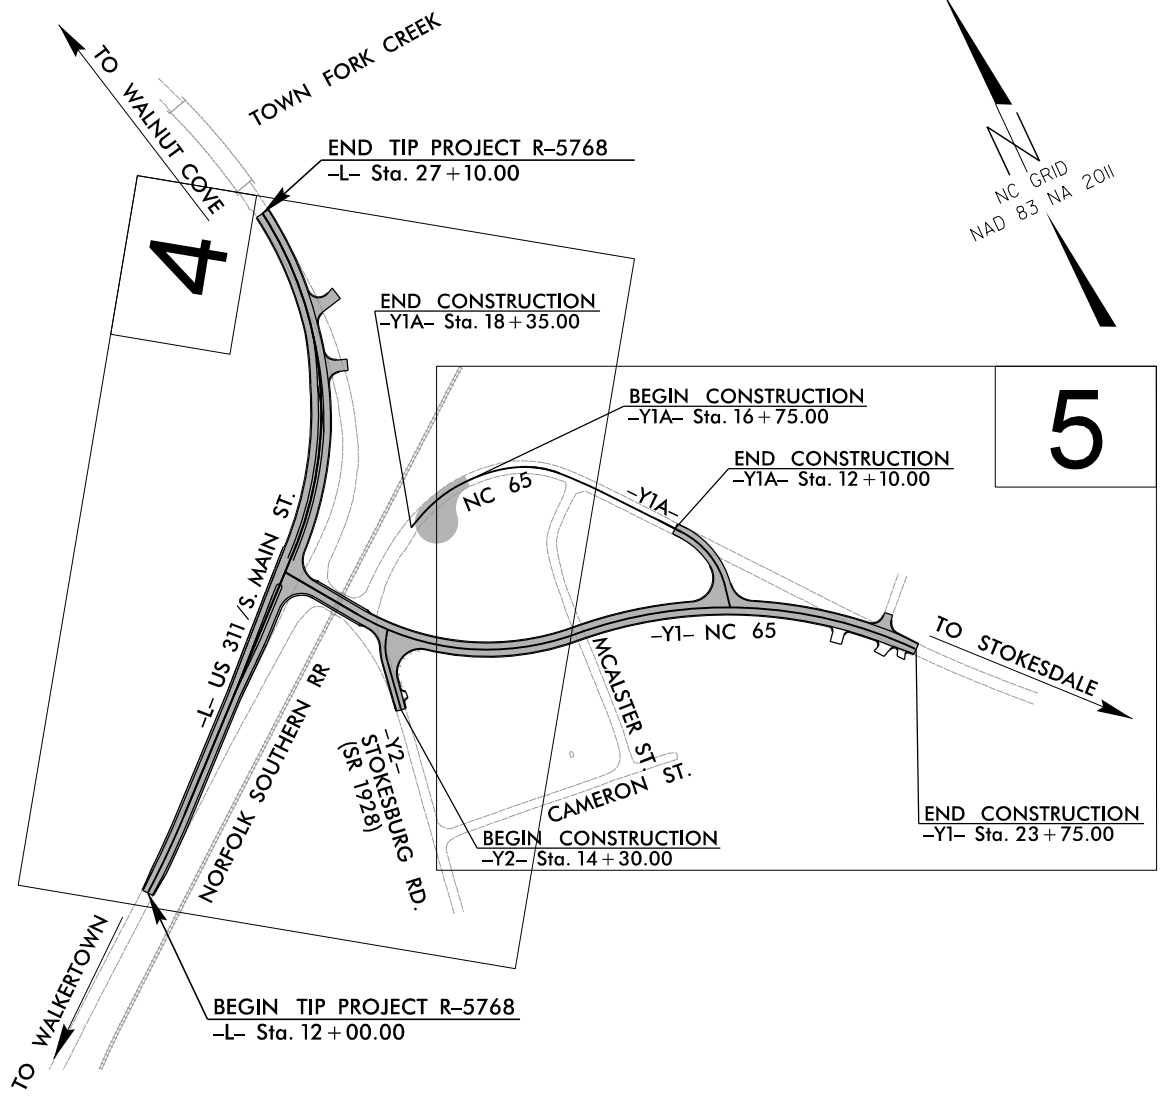 TOWN FORK CREEK
TO WALNUT COVE
END TIP PROJECT R–5768
–L– Sta. 27+10.00
N
NC GRID
NAD 83 NA 2011
4
END CONSTRUCTION
–Y1A– Sta. 18+35.00
5
BEGIN CONSTRUCTION
–Y1A– Sta. 16+75.00
END CONSTRUCTION
–Y1A– Sta. 12+10.00
NC 65
–Y1A–
–L– US 311/S. MAIN ST.
–Y1– NC 65
TO STOKESDALE
MCALSTER ST.
NORFOLK SOUTHERN RR
–Y2–
STOKESBURG RD.
(SR 1928)
CAMERON ST.
END CONSTRUCTION
–Y1– Sta. 23+75.00
BEGIN CONSTRUCTION
–Y2– Sta. 14+30.00
TO WALKERTOWN
BEGIN TIP PROJECT R–5768
–L– Sta. 12+00.00